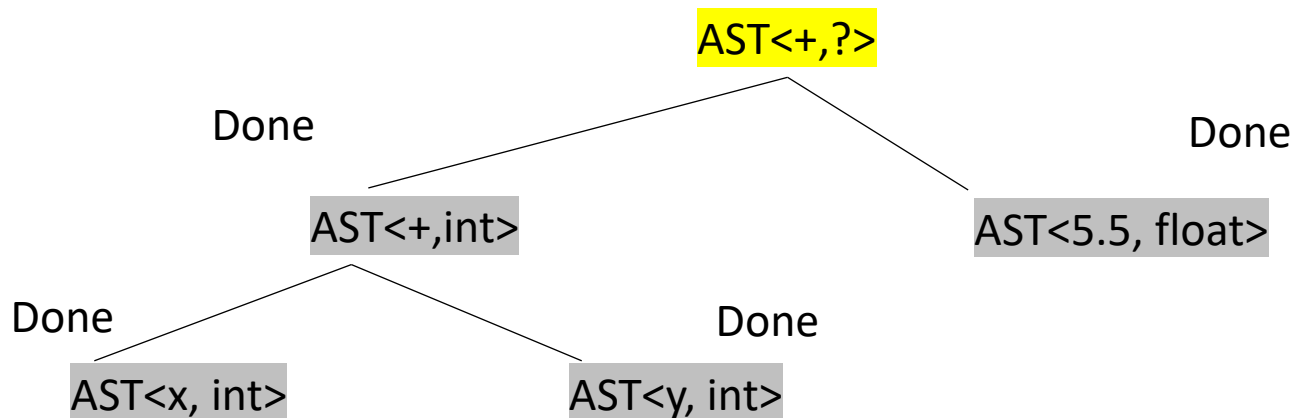 AST<+,?>
Done
Done
AST<+,int>
AST<5.5, float>
Done
Done
AST<x, int>
AST<y, int>